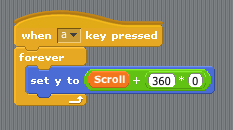 when a key pressed
forever
set y to Scroll + 360 * 0